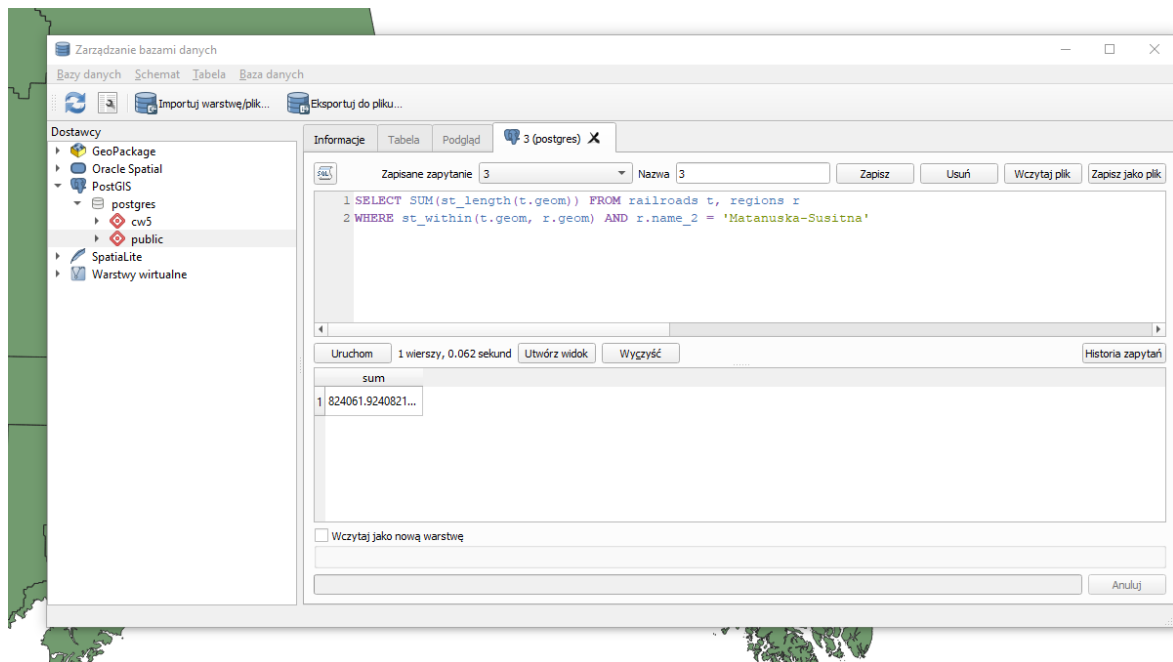 Zarządzanie bazami danych
Bazy danych Schemat Tabela Baza danych
Importuj warstwę/plik... Eksportuj do pliku...
Dostawcy
GeoPackage
Oracle Spatial
PostGIS
postgres
cw5
public
SpatiaLite
Warstwy wirtualne
Informacje Tabela Podgląd 3 (postgres)
SQL Zapisane zapytanie 3 Nazwa 3 Zapisz Usuń Wczytaj plik Zapisz jako plik
1 SELECT SUM(st_length(t.geom)) FROM railroads t, regions r
2 WHERE st_within(t.geom, r.geom) AND r.name_2 = 'Matanuska-Susitna'
Uruchom 1 wierszy, 0.062 sekund Utwórz widok Wyczyść Historia zapytań
sum
1 824061.9240821...
Wczytaj jako nową warstwę
Anuluj